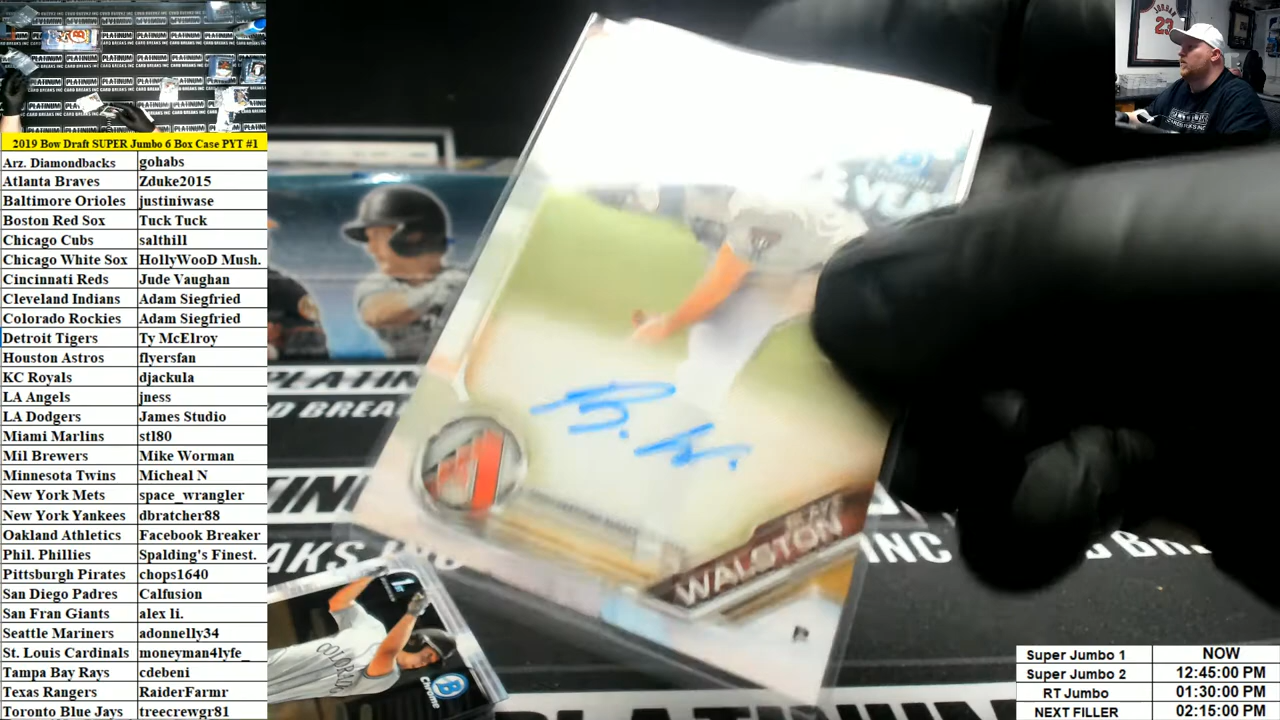 2019 Bow Draft SUPER Jumbo 6 Box Case PYT #1
Arz. Diamondbacks gohabs
Atlanta Braves Zduke2015
Baltimore Orioles justiniwase
Boston Red Sox Tuck Tuck
Chicago Cubs salthill
Chicago White Sox HollyWooD Mush.
Cincinnati Reds Jude Vaughan
Cleveland Indians Adam Siegfried
Colorado Rockies Adam Siegfried
Detroit Tigers Ty McElroy
Houston Astros flyersfan
KC Royals djackula
LA Angels jness
LA Dodgers James Studio
Miami Marlins stl80
Mil Brewers Mike Worman
Minnesota Twins Micheal N
New York Mets space_wrangler
New York Yankees dbratcher88
Oakland Athletics Facebook Breaker
Phil. Phillies Spalding's Finest.
Pittsburgh Pirates chops1640
San Diego Padres Calfusion
San Fran Giants alex li.
Seattle Mariners adonnelly34
St. Louis Cardinals moneyman4lyfe_
Tampa Bay Rays cdebeni
Texas Rangers RaiderFarmr
Toronto Blue Jays treecrewgr81
B. W.
BLAKE
WALSTON
1st
COLORADO
B
Chrome
JORDAN
23
Super Jumbo 1 NOW
Super Jumbo 2 12:45:00 PM
RT Jumbo 01:30:00 PM
NEXT FILLER 02:15:00 PM